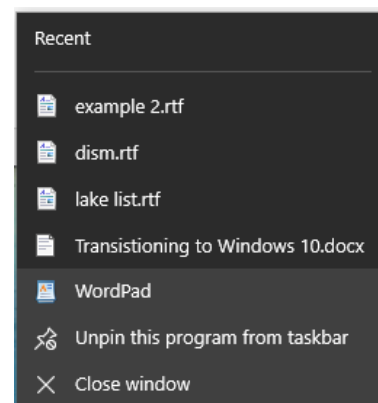 Recent
example 2.rtf
dism.rtf
lake list.rtf
Transistioning to Windows 10.docx
WordPad
Unpin this program from taskbar
Close window